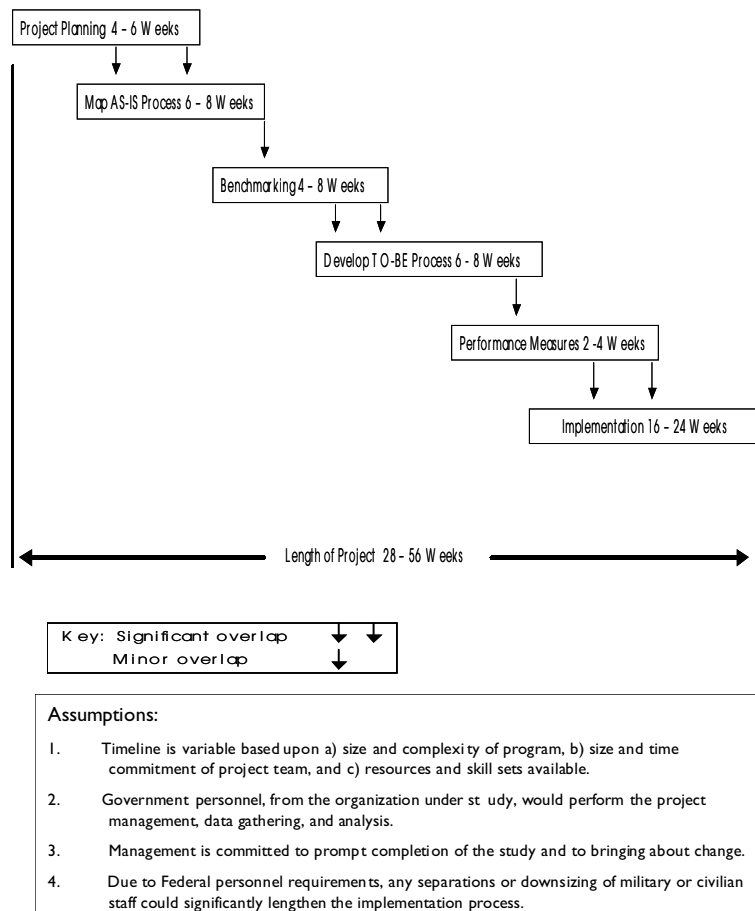 Project Planning 4 – 6 Weeks
Map AS-IS Process 6 – 8 Weeks
Benchmarking 4 – 8 Weeks
Develop TO-BE Process 6 - 8 Weeks
Performance Measures 2 -4 Weeks
Implementation 16 – 24 Weeks
Length of Project 28 – 56 Weeks
Key: Significant overlap
Minor overlap
Assumptions:
1. Timeline is variable based upon a) size and complexity of program, b) size and time
commitment of project team, and c) resources and skill sets available.
2. Government personnel, from the organization under st udy, would perform the project
management, data gathering, and analysis.
3. Management is committed to prompt completion of the study and to bringing about change.
4. Due to Federal personnel requirements, any separations or downsizing of military or civilian
staff could significantly lengthen the implementation process.